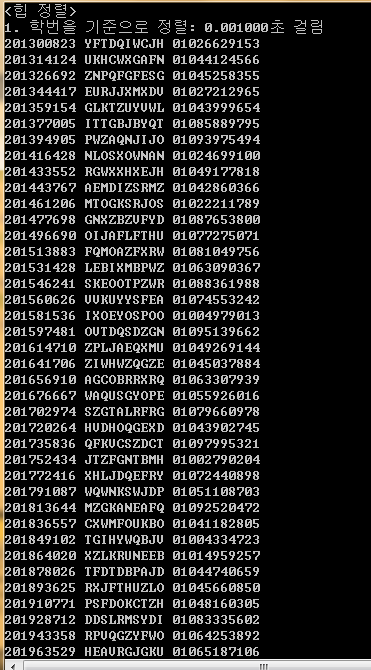 <힙 정렬>
1. 학번을 기준으로 정렬: 0.001000초 걸림
201300823 YFTDQIWCJH 01026629153
201314124 UKHCWXGAFN 01044124566
201326692 ZNPQFGFESG 01045258355
201344417 EURJJXMXDV 01027212965
201359154 GLKTZUYVWL 01043999654
201377005 ITTGBJBYQT 01085889795
201394905 PWZAQNJIJO 01093975494
201416428 NLOSXOWNAN 01024699100
201433552 RGWXXHXEJH 01049177818
201443767 AEMDIZSRMZ 01042860366
201461206 MTOGKSRJOS 01022211789
201477698 GNXZBZVFYD 01087653800
201496690 OIJAFLFTHU 01077275071
201513883 FQMOAZFXRW 01081049756
201531428 LEBIXMBPWZ 01063090367
201546241 SKEOOTPZWR 01088361988
201560626 VVKUYYSFEA 01074553242
201581536 IXOEYOSPOO 01004979013
201597481 OVTDQSDZGN 01095139662
201614710 ZPLJAEQXMU 01049269144
201641706 ZIWHWZQGZE 01045037884
201656910 AGCOBRRXRQ 01063307939
201676667 WAQUSGYOPE 01055926016
201702974 SZGTALRFRG 01079660978
201720264 HVDHOQGEXD 01043902745
201735836 QFKVCSZDCT 01097995321
201752434 JTZFGNTBMH 01002790204
201772416 XHLJDQEFRY 01072440898
201791087 WQWNKSWJDP 01051108703
201813644 MZGKANEAFQ 01092520472
201836557 CXWMFOUKBO 01041182805
201849102 TGIHYWQBJV 01004334723
201864020 XZLKRUNEEB 01014959257
201878026 TFDTDBPAJD 01044740659
201893625 RXJFTHUZLO 01045660850
201910771 PSFDOKCTZH 01048160305
201928712 DDSLRMSYDI 01083335602
201943358 RPVQGZYFWO 01064253892
201963529 HEAVRGJGKU 01065187106